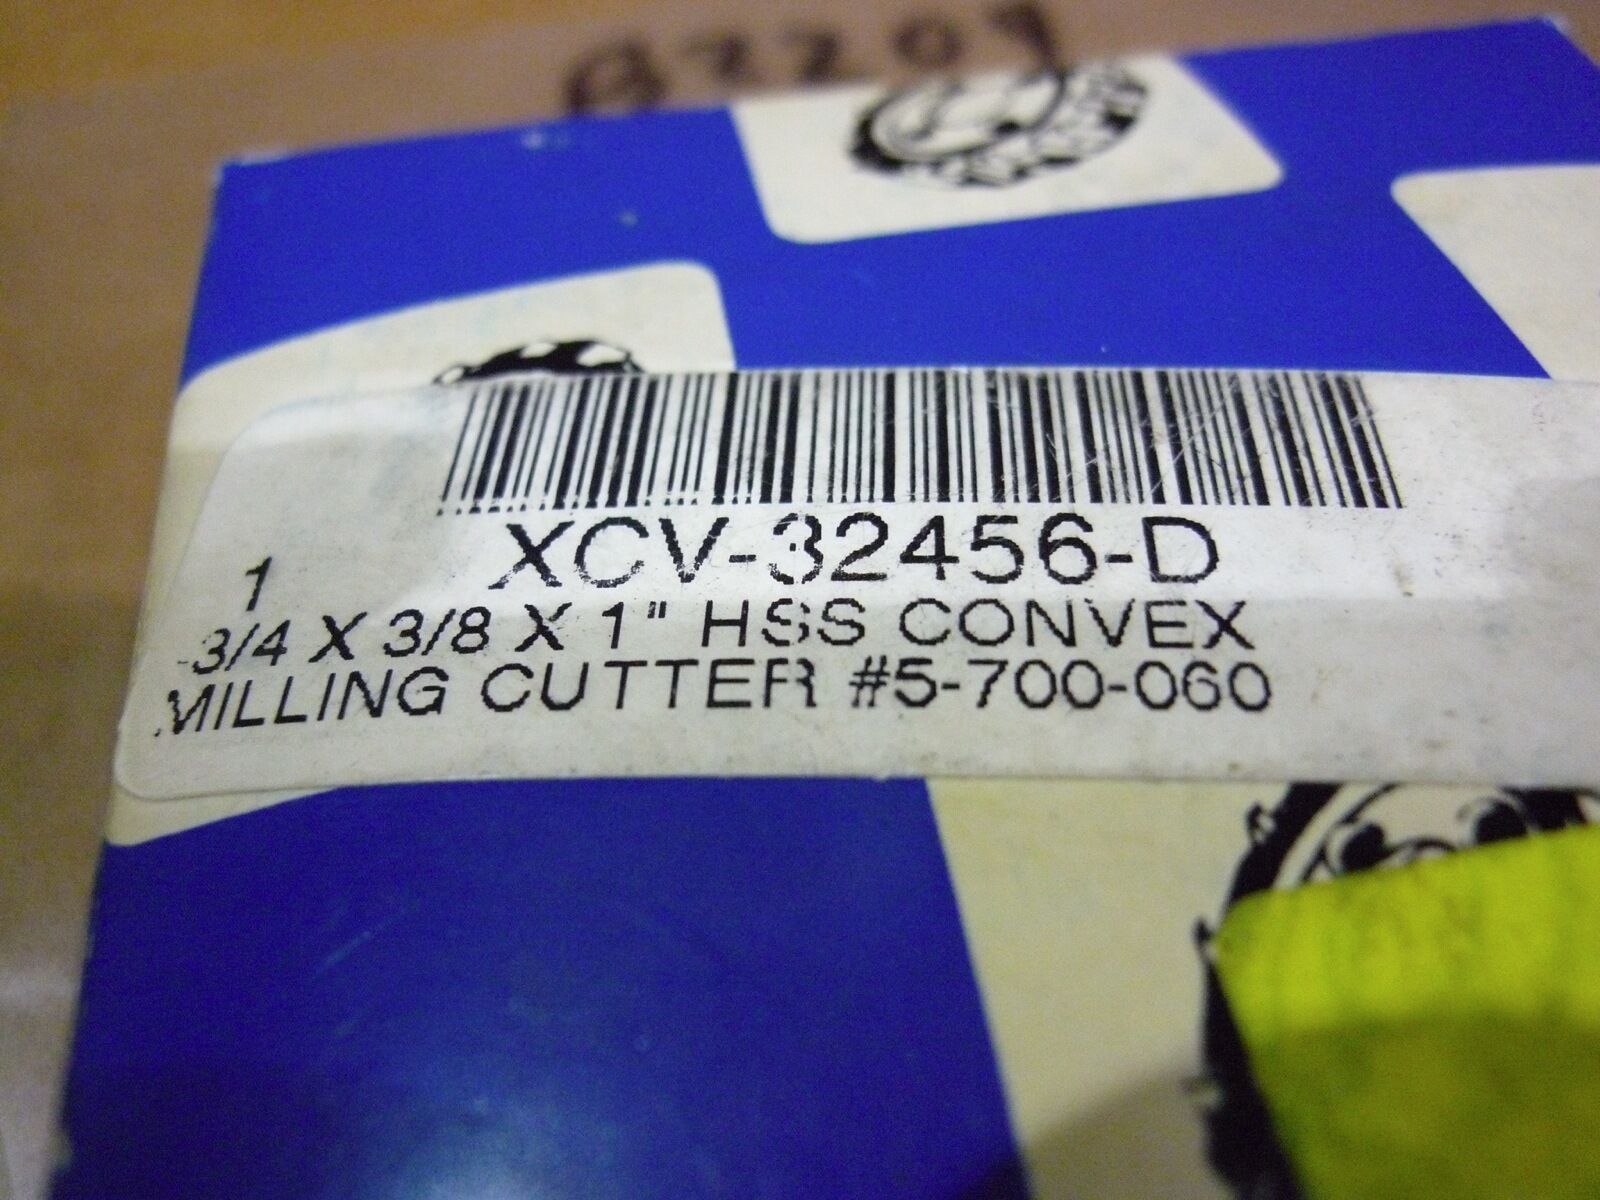 XCV-32456-D
1
3/4 X 3/8 X 1" HSS CONVEX
MILLING CUTTER #5-700-060